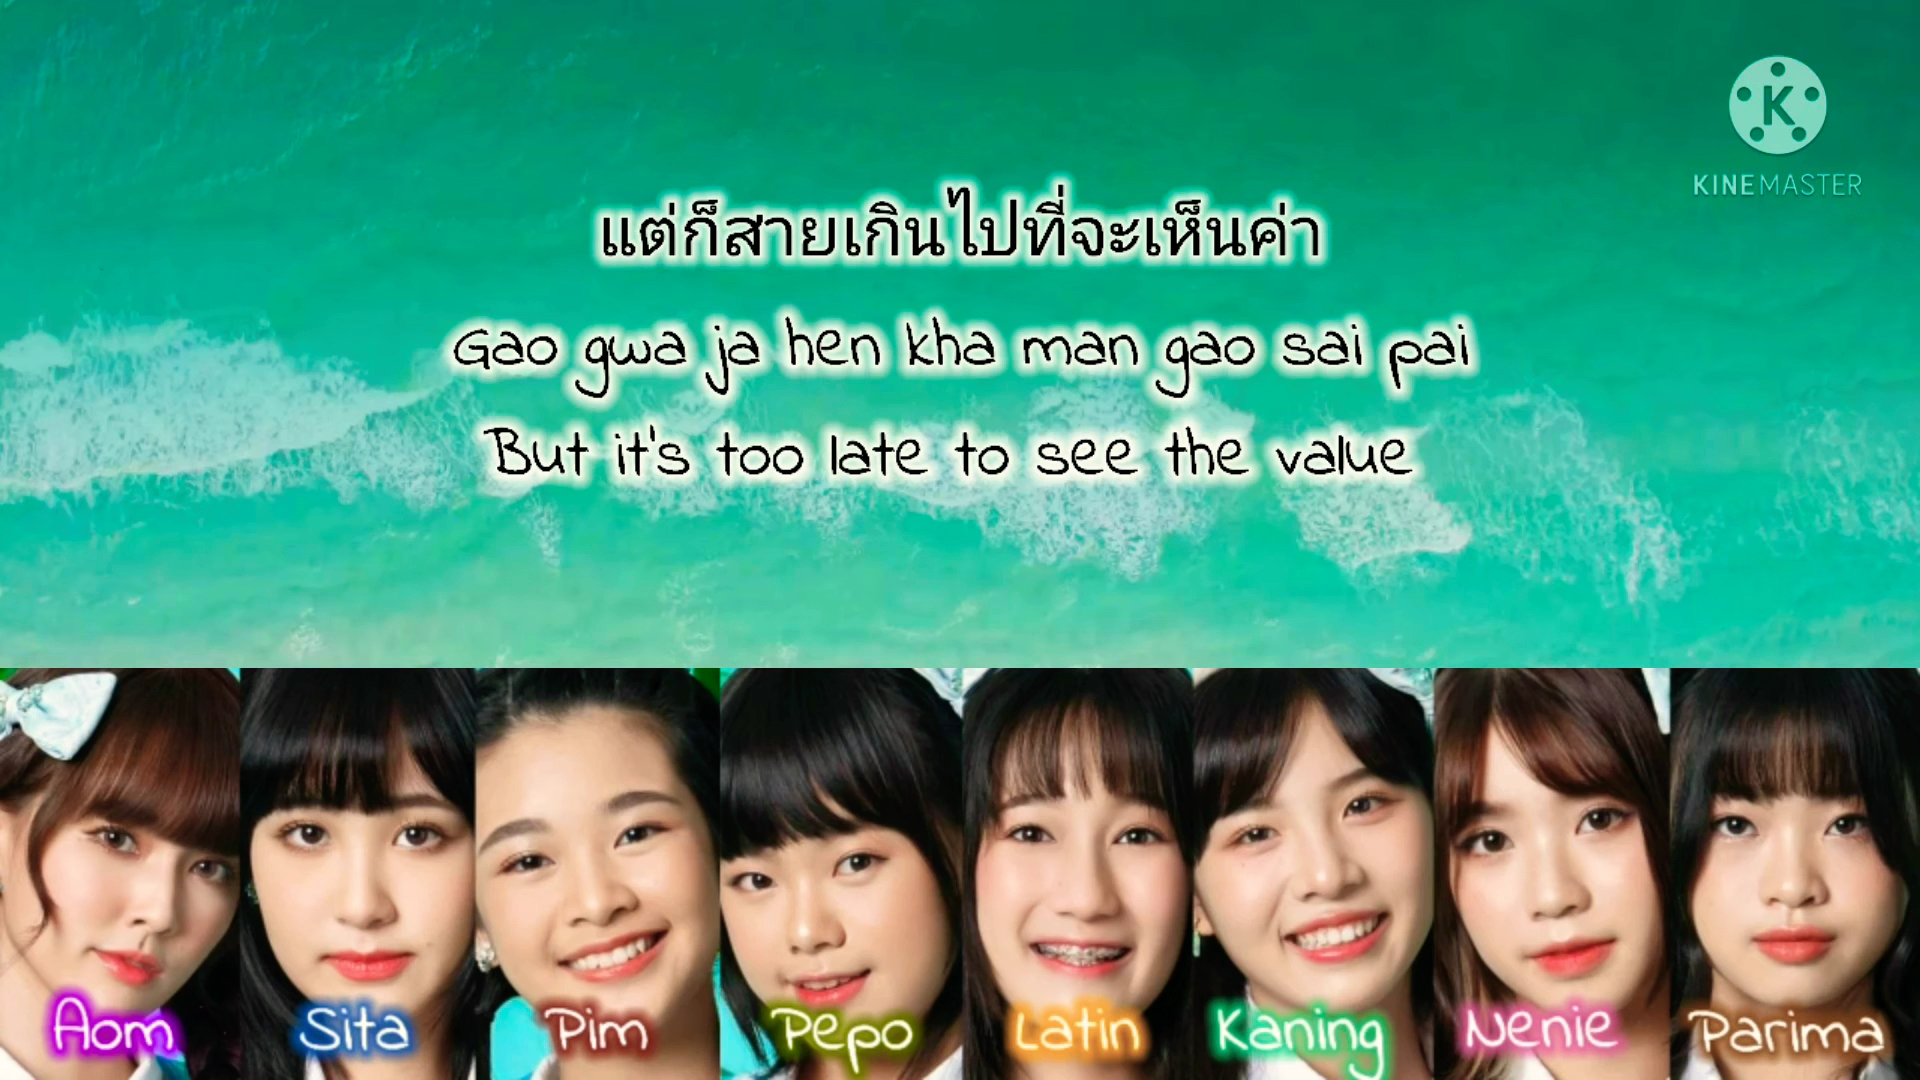 KINEMASTER
แต่ก็สายเกินไปที่จะเห็นค่า
Gao gwa ja hen kha man gao sai pai
But it's too late to see the value
Aom
Sita
Pim
Pepo
Latin
Kaning
Nenie
Parima